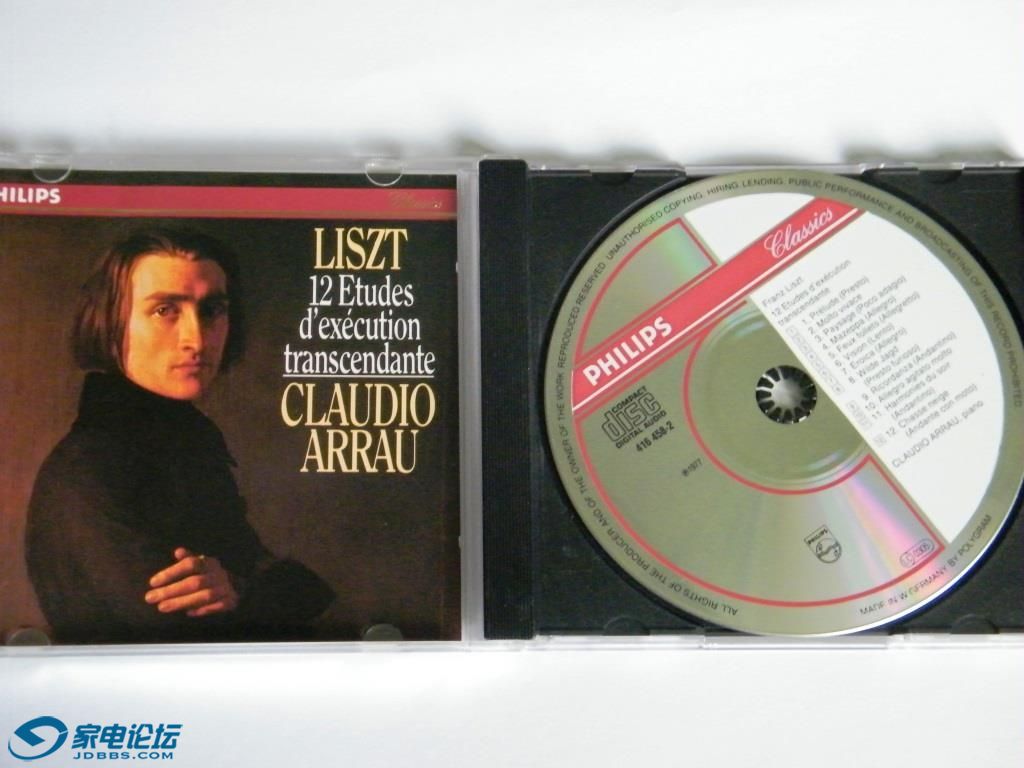 PHILIPS
Classics
LISZT
12 Etudes
d'exécution
transcendante
CLAUDIO
ARRAU
ALL RIGHTS OF THE PRODUCER AND OF THE OWNER OF THE WORK REPRODUCED RESERVED. UNAUTHORISED COPYING, HIRING, LENDING, PUBLIC PERFORMANCE AND BROADCASTING OF THIS RECORD PROHIBITED
MADE IN W.GERMANY BY POLYGRAM
PHILIPS
Classics
COMPACT
disc
DIGITAL AUDIO
416 458-2
℗1977
Franz Liszt
12 Etudes d'exécution
transcendante
1. Prélude (Presto)
2. Molto vivace
3. Paysage (Poco adagio)
4. Mazeppa (Allegro)
5. Feux follets (Allegretto)
6. Vision (Lento)
7. Eroica (Allegro)
8. Wilde Jagd
(Presto furioso)
9. Ricordanza (Andantino)
10. Allegro agitato molto
11. Harmonies du soir
(Andantino)
12. Chasse neige
(Andante con moto)
CLAUDIO ARRAU, piano
PHILIPS
家电论坛
JDBBS.COM